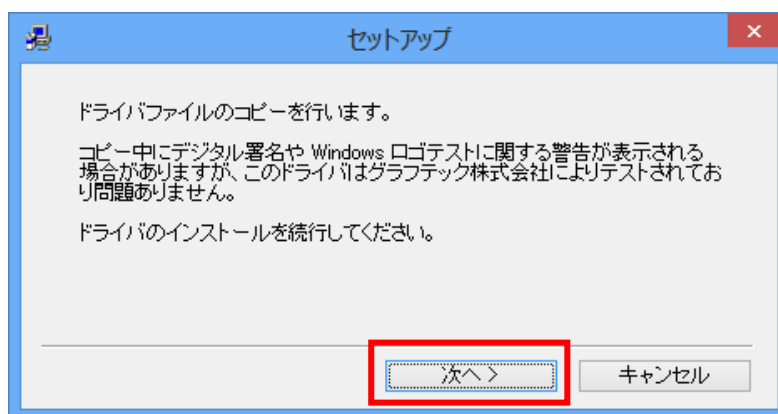 セットアップ
ドライバファイルのコピーを行います。
コピー中にデジタル署名や Windows ロゴテストに関する警告が表示される
場合がありますが、このドライバはグラフテック株式会社によりテストされてお
り問題ありません。
ドライバのインストールを続行してください。
次へ >
キャンセル